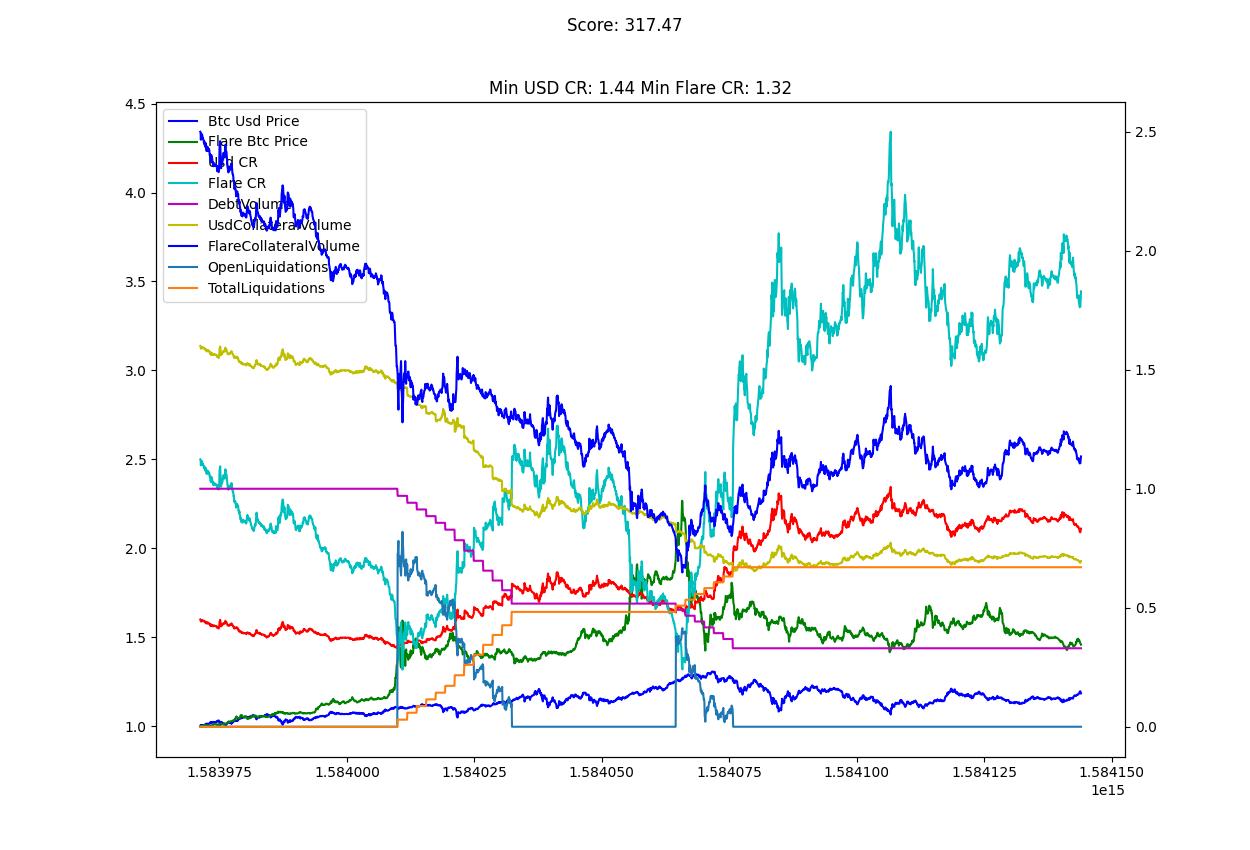 Score: 317.47
Min USD CR: 1.44 Min Flare CR: 1.32
Btc Usd Price
Flare Btc Price
Usd CR
Flare CR
DebtVolume
UsdCollateralVolume
FlareCollateralVolume
OpenLiquidations
TotalLiquidations
4.5
4.0
3.5
3.0
2.5
2.0
1.5
1.0
2.5
2.0
1.5
1.0
0.5
0.0
1.583975 1.584000 1.584025 1.584050 1.584075 1.584100 1.584125 1.584150
1e15